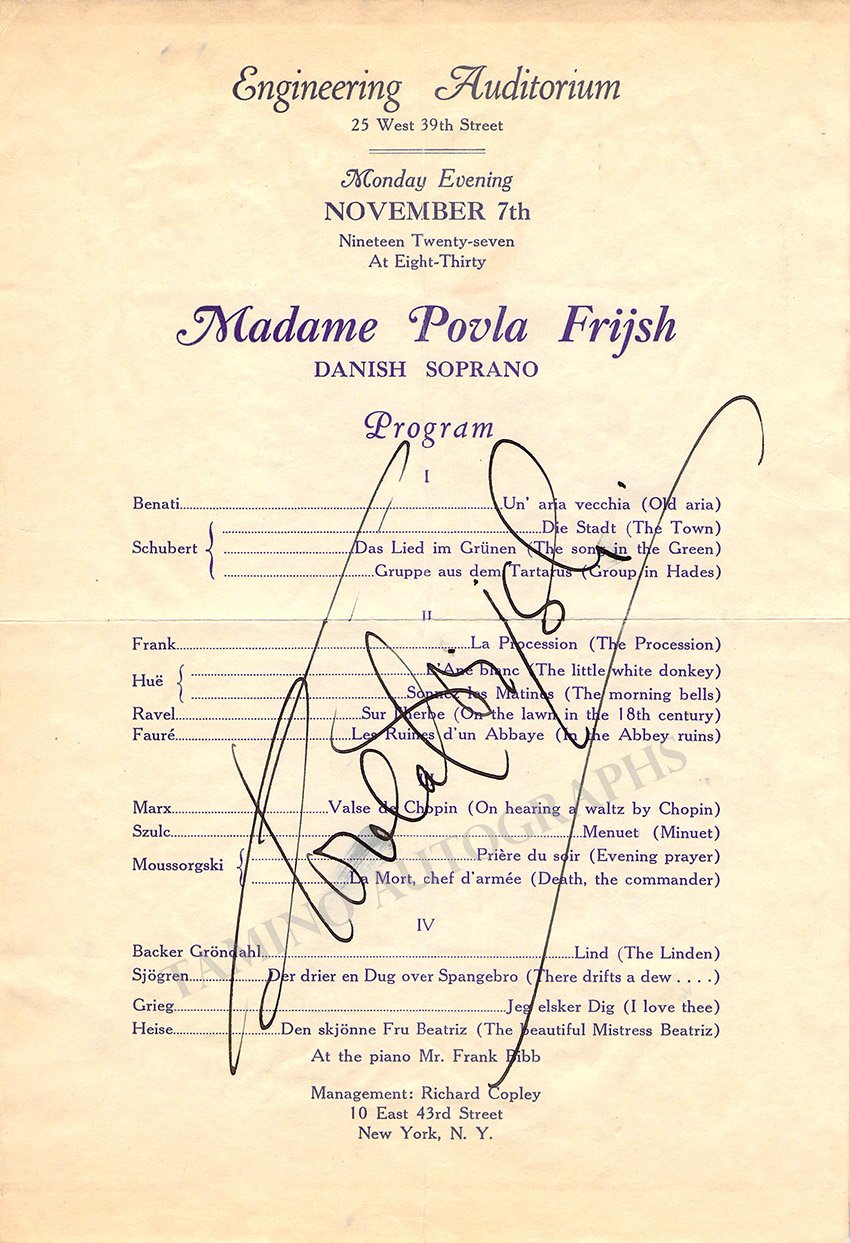 Engineering Auditorium
25 West 39th Street
Monday Evening
NOVEMBER 7th
Nineteen Twenty-seven
At Eight-Thirty
Madame Povla Frijsh
DANISH SOPRANO
Program
I
Benati Un' aria vecchia (Old aria)
Schubert { Die Stadt (The Town)
Das Lied im Grünen (The song in the Green)
Gruppe aus dem Tartarus (Group in Hades)
II
Frank La Procession (The Procession)
Huë { L'Ane blanc (The little white donkey)
Sonnez les Matines (The morning bells)
Ravel Sur l'herbe (On the lawn in the 18th century)
Fauré Les Ruines d'un Abbaye (In the Abbey ruins)
Marx Valse de Chopin (On hearing a waltz by Chopin)
Szulc Menuet (Minuet)
Moussorgski { Prière du soir (Evening prayer)
La Mort, chef d'armée (Death, the commander)
IV
Backer Gröndahl Lind (The Linden)
Sjögren Der drier en Dug over Spangebro (There drifts a dew . . . .)
Grieg Jeg elsker Dig (I love thee)
Heise Den skjönne Fru Beatriz (The beautiful Mistress Beatriz)
At the piano Mr. Frank Bibb
Management: Richard Copley
10 East 43rd Street
New York, N. Y.
Povla Frijsh
TAMINO AUTOGRAPHS